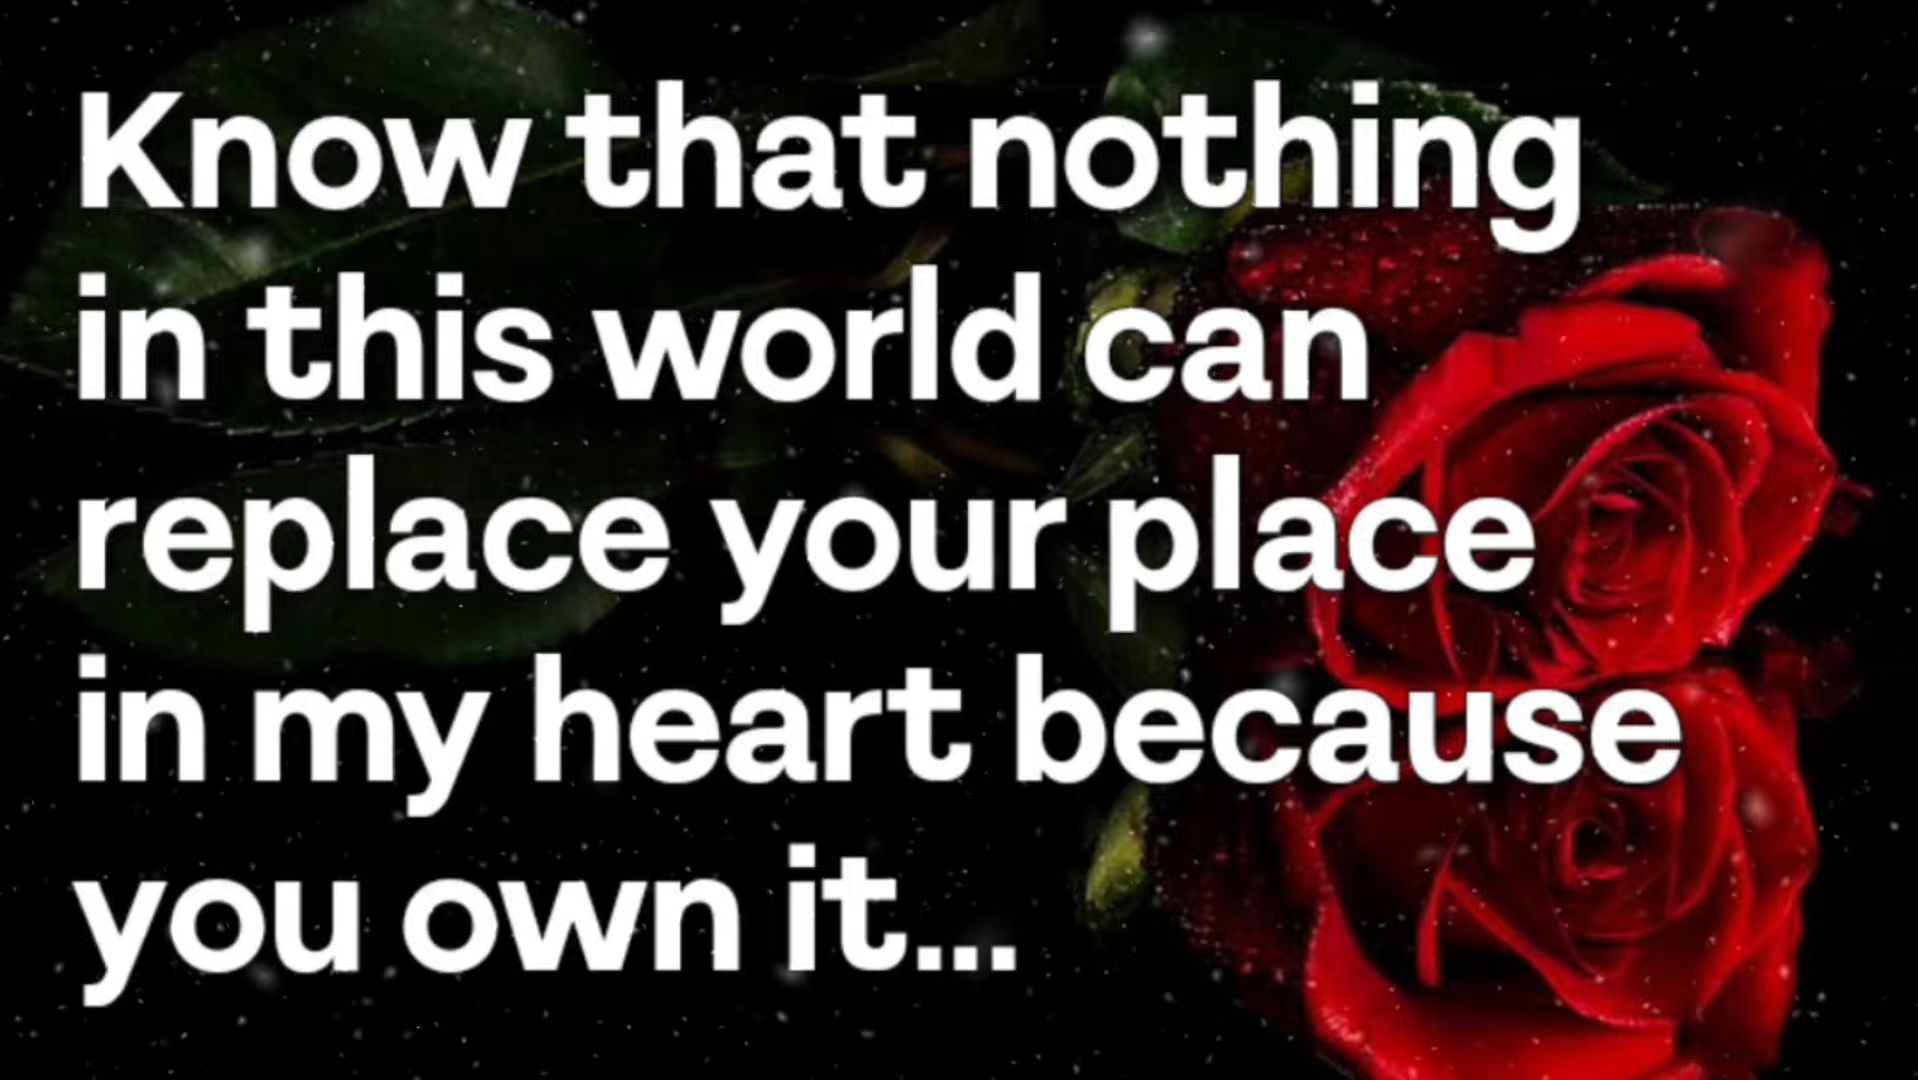 Know that nothing
in this world can
replace your place
in my heart because
you own it...